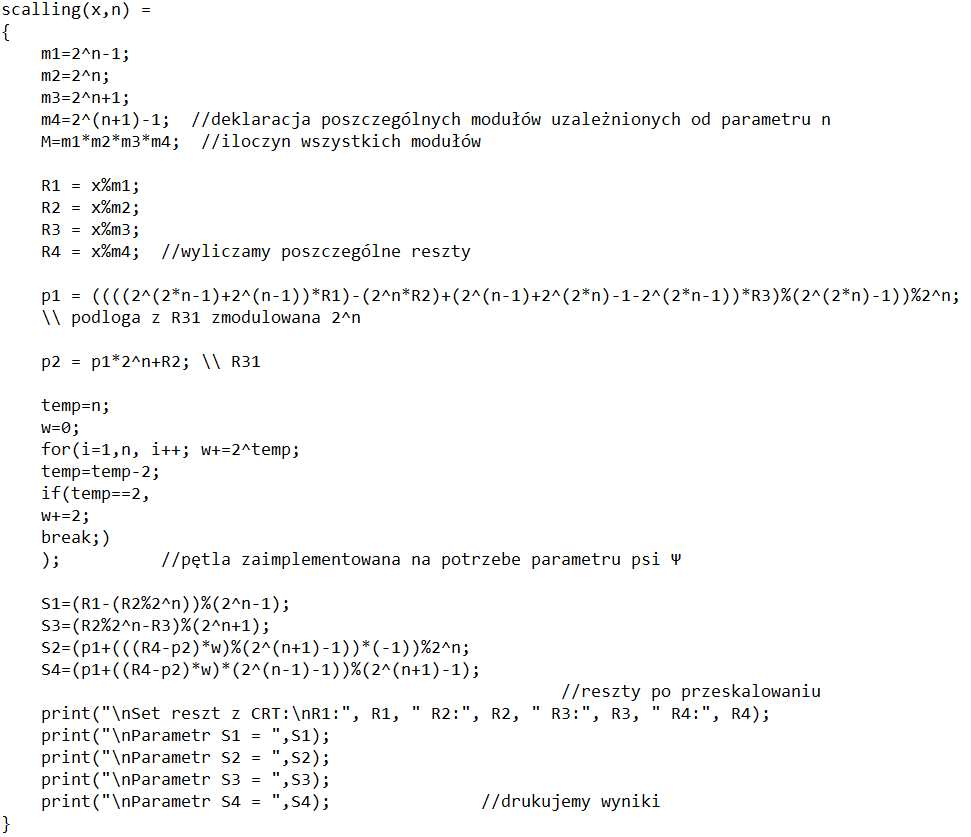 scalling(x,n) =
{
m1=2^n-1;
m2=2^n;
m3=2^n+1;
m4=2^(n+1)-1;  //deklaracja poszczególnych modułów uzależnionych od parametru n
M=m1*m2*m3*m4;  //iloczyn wszystkich modułów
R1 = x%m1;
R2 = x%m2;
R3 = x%m3;
R4 = x%m4;  //wyliczamy poszczególne reszty
p1 = ((((2^(2*n-1)+2^(n-1))*R1)-(2^n*R2)+(2^(n-1)+2^(2*n)-1-2^(2*n-1))*R3)%(2^(2*n)-1))%2^n;
\\ podloga z R31 zmodulowana 2^n
p2 = p1*2^n+R2; \\ R31
temp=n;
w=0;
for(i=1,n, i++; w+=2^temp;
temp=temp-2;
if(temp==2,
w+=2;
break;)
);          //pętla zaimplementowana na potrzebe parametru psi Ψ
S1=(R1-(R2%2^n))%(2^n-1);
S3=(R2%2^n-R3)%(2^n+1);
S2=(p1+(((R4-p2)*w)%(2^(n+1)-1))*(-1))%2^n;
S4=(p1+((R4-p2)*w)*(2^(n-1)-1))%(2^(n+1)-1);
//reszty po przeskalowaniu
print("\nSet reszt z CRT:\nR1:", R1, " R2:", R2, " R3:", R3, " R4:", R4);
print("\nParametr S1 = ",S1);
print("\nParametr S2 = ",S2);
print("\nParametr S3 = ",S3);
print("\nParametr S4 = ",S4);               //drukujemy wyniki
}